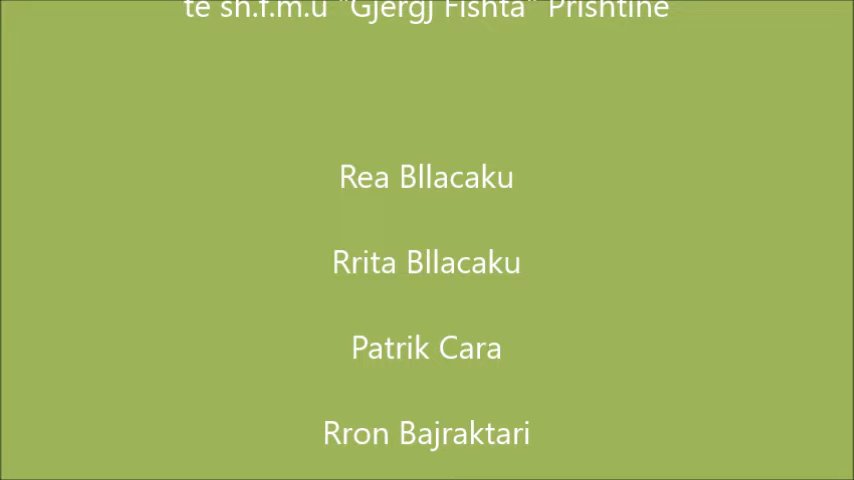 te sh.f.m.u "Gjergj Fishta" Prishtine
Rea Bllacaku
Rrita Bllacaku
Patrik Cara
Rron Bajraktari